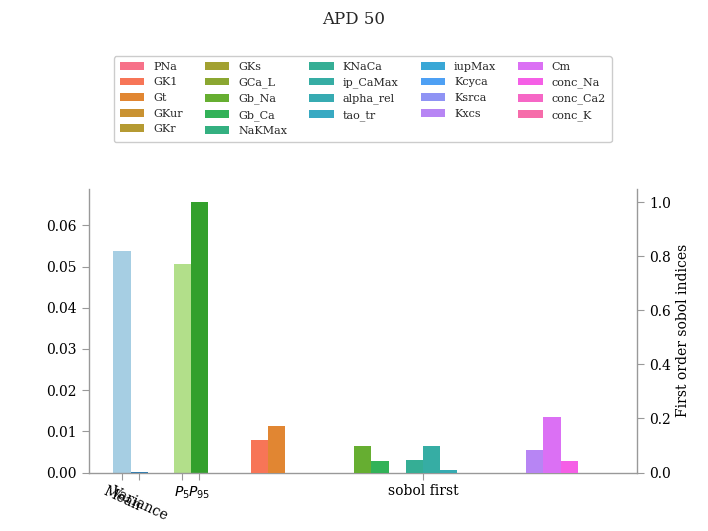 APD 50
PNa GKs KNaCa iupMax Cm
GK1 GCa_L ip_CaMax Kcyca conc_Na
Gt Gb_Na alpha_rel Ksrca conc_Ca2
GKur Gb_Ca tao_tr Kxcs conc_K
GKr NaKMax
0.06
0.05
0.04
0.03
0.02
0.01
0.00
1.0
0.8
0.6
0.4
0.2
0.0
First order sobol indices
Mean
Variance
P5 P95
sobol first